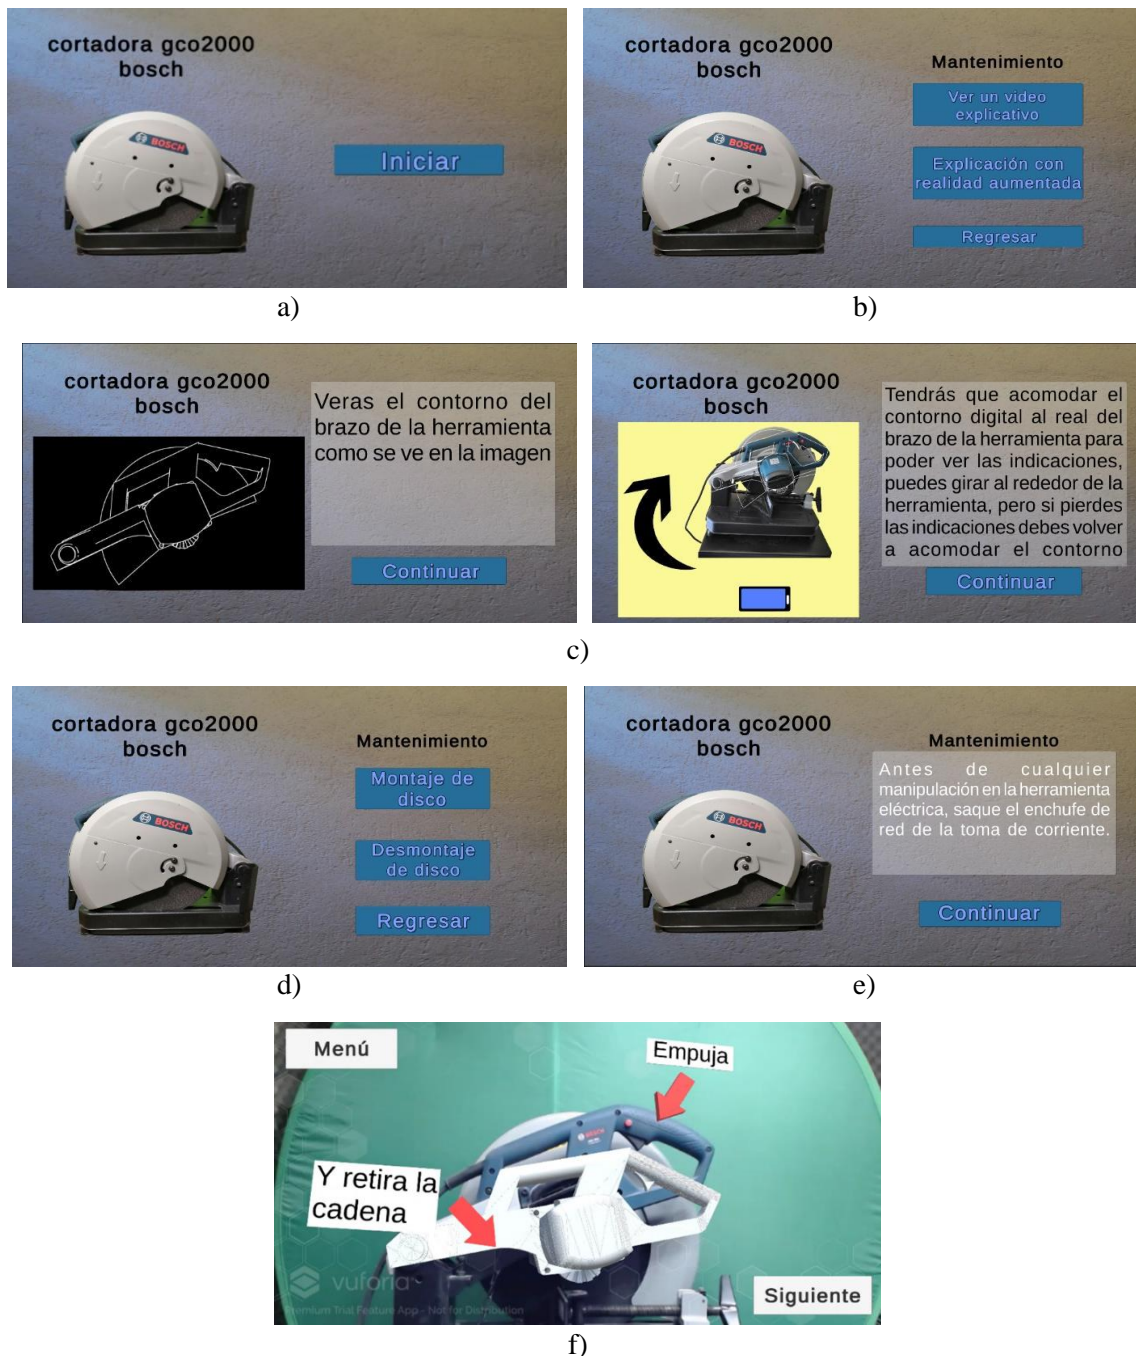 cortadora gco2000
bosch
BOSCH
Iniciar
a)
cortadora gco2000
bosch
BOSCH
Mantenimiento
Ver un video
explicativo
Explicación con
realidad aumentada
Regresar
b)
cortadora gco2000
bosch
Veras el contorno del
brazo de la herramienta
como se ve en la imagen
Continuar
cortadora gco2000
bosch
Tendrás que acomodar el
contorno digital al real del
brazo de la herramienta para
poder ver las indicaciones,
puedes girar al rededor de la
herramienta, pero si pierdes
las indicaciones debes volver
a acomodar el contorno
Continuar
c)
cortadora gco2000
bosch
BOSCH
Mantenimiento
Montaje de
disco
Desmontaje
de disco
Regresar
d)
cortadora gco2000
bosch
BOSCH
Mantenimiento
Antes de cualquier
manipulación en la herramienta
eléctrica, saque el enchufe de
red de la toma de corriente.
Continuar
e)
Menú
Empuja
BOSCH
Y retira la
cadena
vuforia
Premium Trial Feature App - Not for Distribution
Siguiente
f)